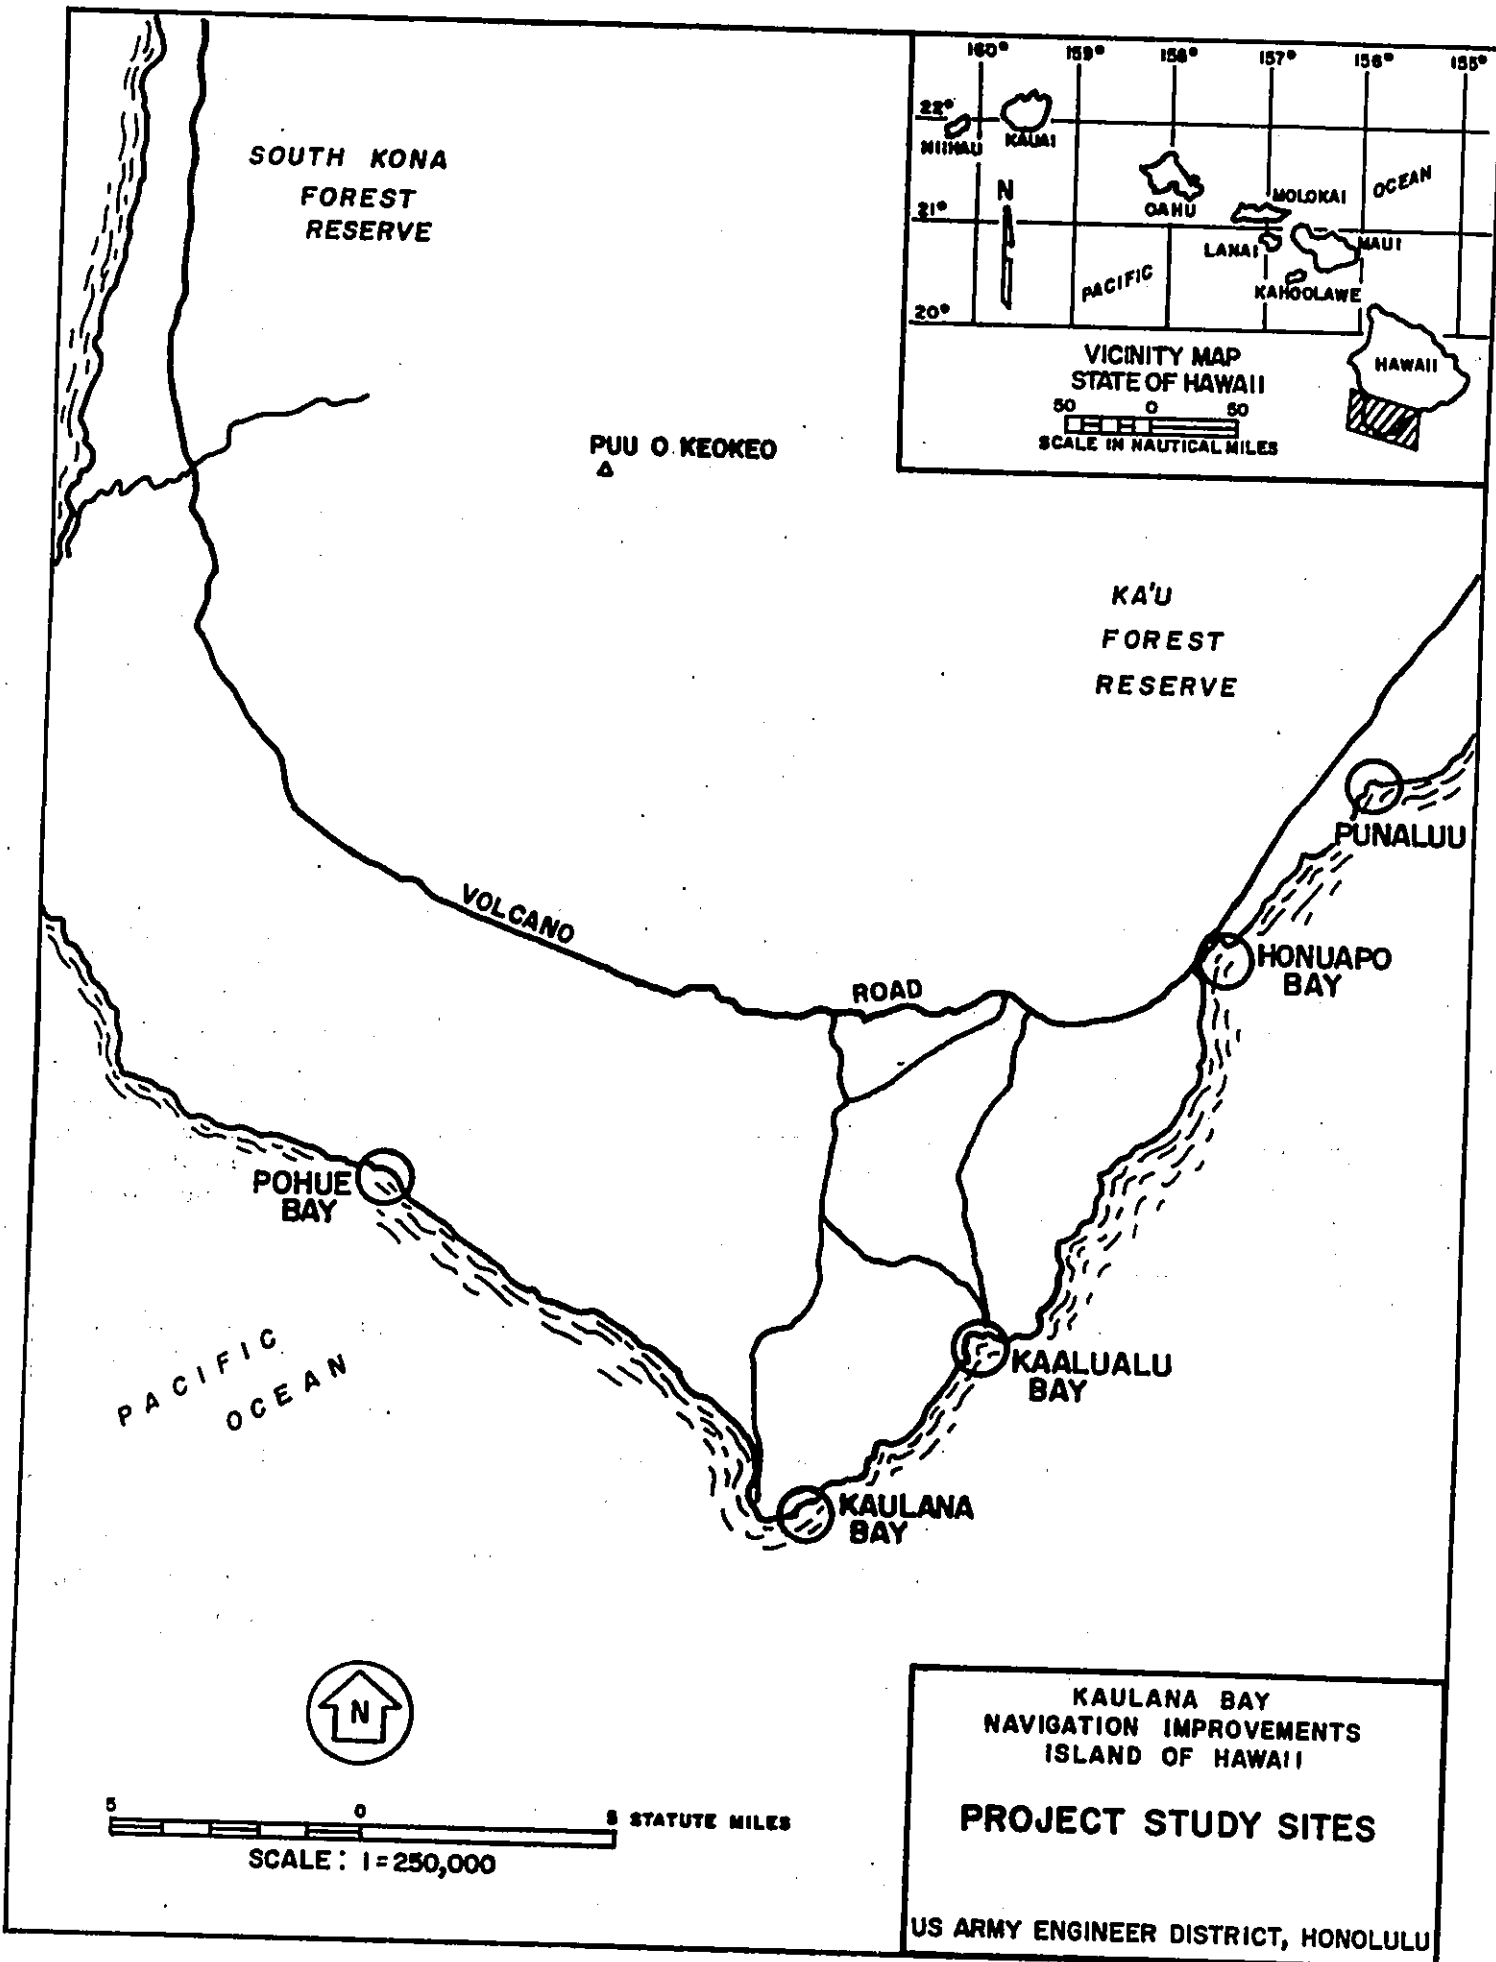 160° 159° 158° 157° 156° 155°
22°
NIIHAU
KAUAI
OAHU
MOLOKAI
OCEAN
21°
N
LANAI
MAUI
PACIFIC
KAHOOLAWE
20°
HAWAII
VICINITY MAP
STATE OF HAWAII
50 0 50
SCALE IN NAUTICAL MILES
SOUTH KONA
FOREST
RESERVE
PUU O KEOKEO
KA'U
FOREST
RESERVE
PUNALUU
VOLCANO
ROAD
HONUAPO
BAY
POHUE
BAY
KAALUALU
BAY
PACIFIC
OCEAN
KAULANA
BAY
N
5 0 5 STATUTE MILES
SCALE: 1=250,000
KAULANA BAY
NAVIGATION IMPROVEMENTS
ISLAND OF HAWAII
PROJECT STUDY SITES
US ARMY ENGINEER DISTRICT, HONOLULU